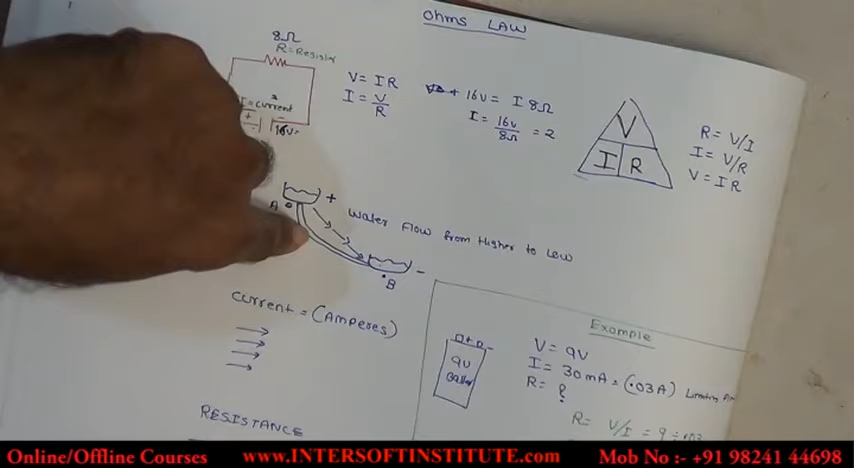 Ohms LAW
8Ω
R=Resistor
I=current
+ -
16V=
V= IR
I = V/R
16V = I 8Ω
I = 16V/8Ω = 2
V
I R
R = V/I
I = V/R
V = I R
A +
Water Flow from Higher to Low
-
B
Current = (Amperes)
RESISTANCE
Example
+ -
9V
V = 9V
I = 30mA = (.03A)
R = ?
R = V/I = 9 ÷
Online/Offline Courses www.INTERSOFTINSTITUTE.com Mob No :- +91 98241 44698